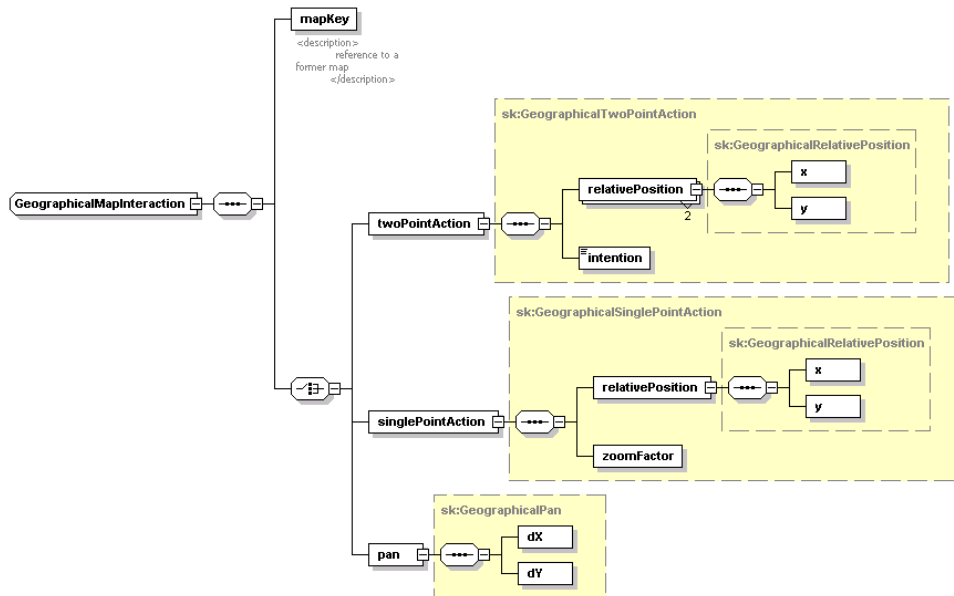 mapKey
<description>
reference to a
former map
</description>
sk:GeographicalTwoPointAction
sk:GeographicalRelativePosition
x
relativePosition
GeographicalMapInteraction
y
2
twoPointAction
intention
sk:GeographicalSinglePointAction
sk:GeographicalRelativePosition
x
relativePosition
y
singlePointAction
zoomFactor
sk:GeographicalPan
dX
pan
dY